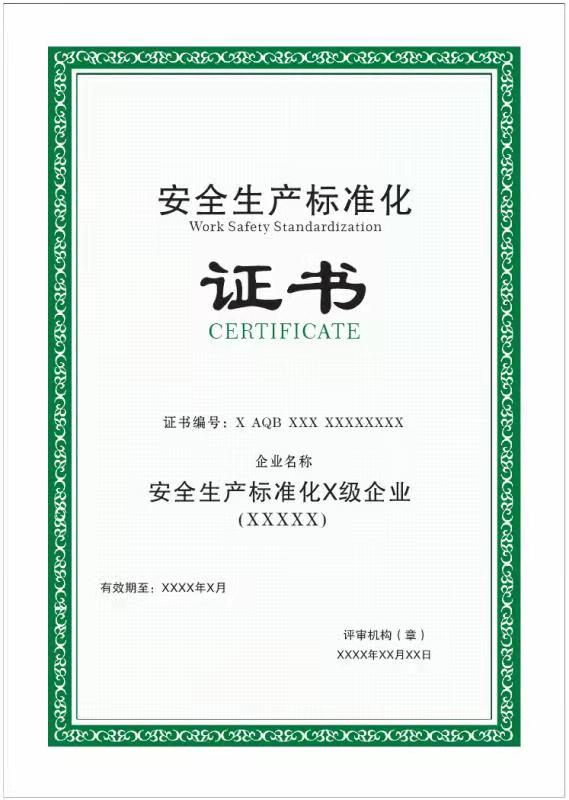 安全生产标准化
Work Safety Standardization
证书
CERTIFICATE
证书编号：X AQB XXX XXXXXXXX
企业名称
安全生产标准化X级企业
(XXXXX)
有效期至：XXXX年X月
评审机构（章）
XXXX年XX月XX日